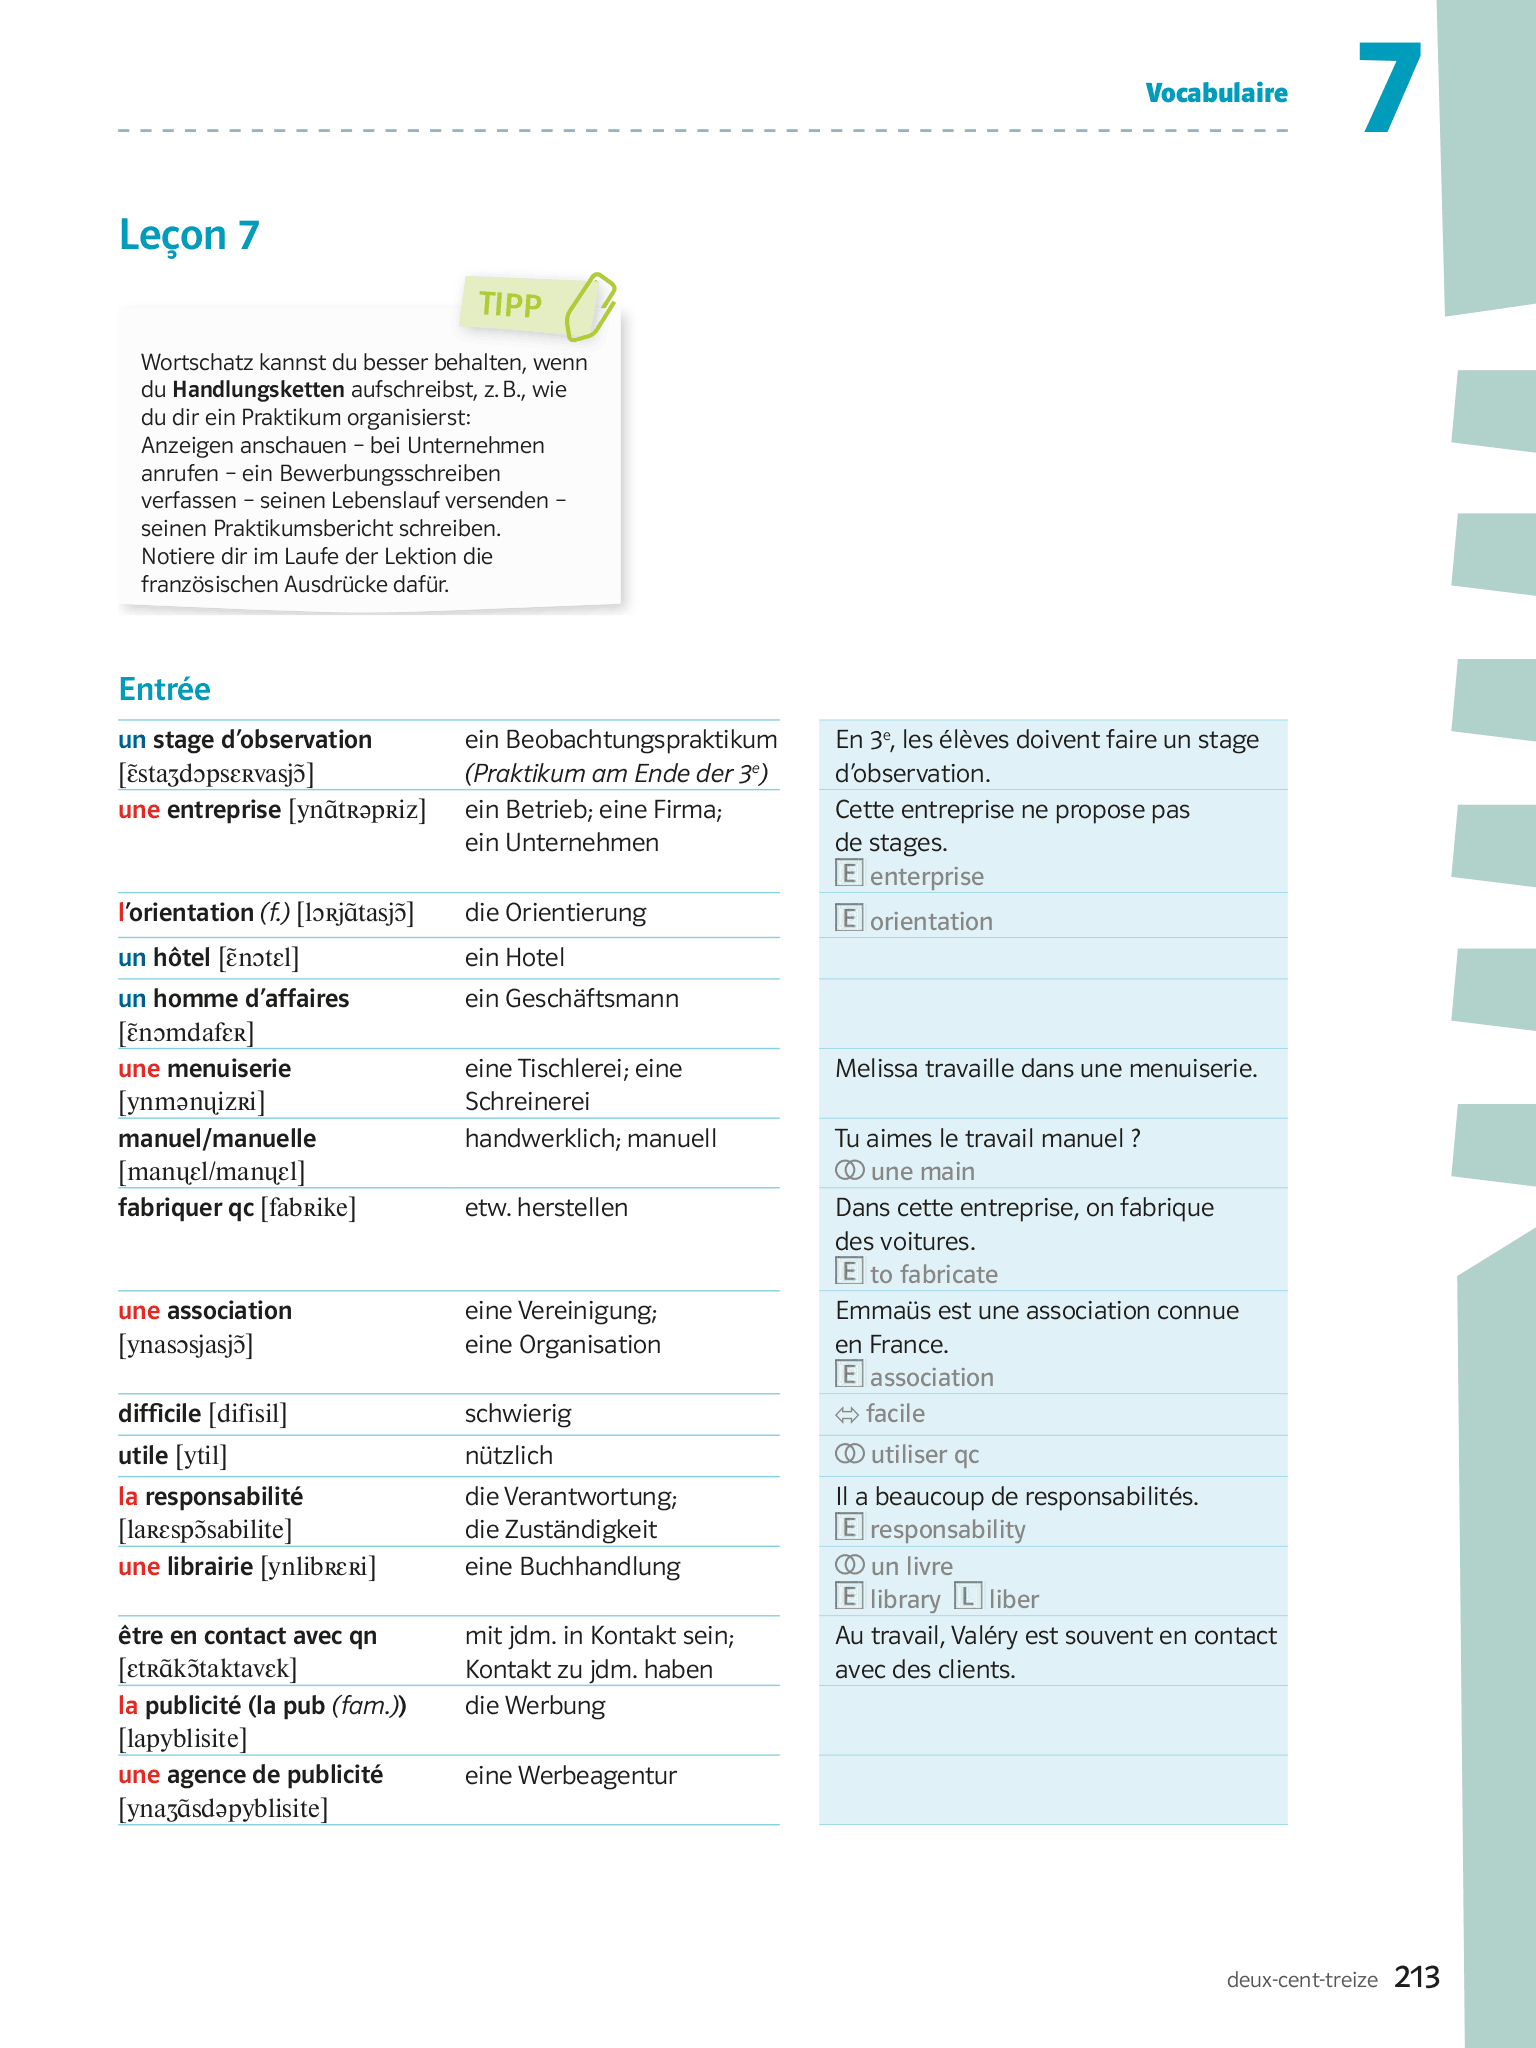 Vocabulaire 7
Leçon 7
TIPP
Wortschatz kannst du besser behalten, wenn
du Handlungsketten aufschreibst, z. B., wie
du dir ein Praktikum organisierst:
Anzeigen anschauen – bei Unternehmen
anrufen – ein Bewerbungsschreiben
verfassen – seinen Lebenslauf versenden –
seinen Praktikumsbericht schreiben.
Notiere dir im Laufe der Lektion die
französischen Ausdrücke dafür.
Entrée
un stage d’observation ein Beobachtungspraktikum En 3e, les élèves doivent faire un stage
[ɛ̃staʒdɔpsɛʀvasjɔ̃] (Praktikum am Ende der 3e) d’observation.
une entreprise [ynɑ̃tʀəpʀiz] ein Betrieb; eine Firma; Cette entreprise ne propose pas
ein Unternehmen de stages.
E enterprise
l’orientation (f.) [lɔʀjɑ̃tasjɔ̃] die Orientierung E orientation
un hôtel [ɛ̃nɔtɛl] ein Hotel
un homme d’affaires ein Geschäftsmann
[ɛ̃nɔmdafɛʀ]
une menuiserie eine Tischlerei; eine Melissa travaille dans une menuiserie.
[ynmənɥizʀi] Schreinerei
manuel/manuelle handwerklich; manuell Tu aimes le travail manuel ?
[manɥɛl/manɥɛl] une main
fabriquer qc [fabʀike] etw. herstellen Dans cette entreprise, on fabrique
des voitures.
E to fabricate
une association eine Vereinigung; Emmaüs est une association connue
[ynasɔsjasjɔ̃] eine Organisation en France.
E association
difficile [difisil] schwierig ⬄ facile
utile [ytil] nützlich utiliser qc
la responsabilité die Verantwortung; Il a beaucoup de responsabilités.
[laʀɛspɔ̃sabilite] die Zuständigkeit E responsability
une librairie [ynlibʀɛʀi] eine Buchhandlung un livre
E library L liber
être en contact avec qn mit jdm. in Kontakt sein; Au travail, Valéry est souvent en contact
[ɛtʀɑ̃kɔ̃taktavɛk] Kontakt zu jdm. haben avec des clients.
la publicité (la pub (fam.)) die Werbung
[lapyblisite]
une agence de publicité eine Werbeagentur
[ynaʒɑ̃sdəpyblisite]
deux-cent-treize 213